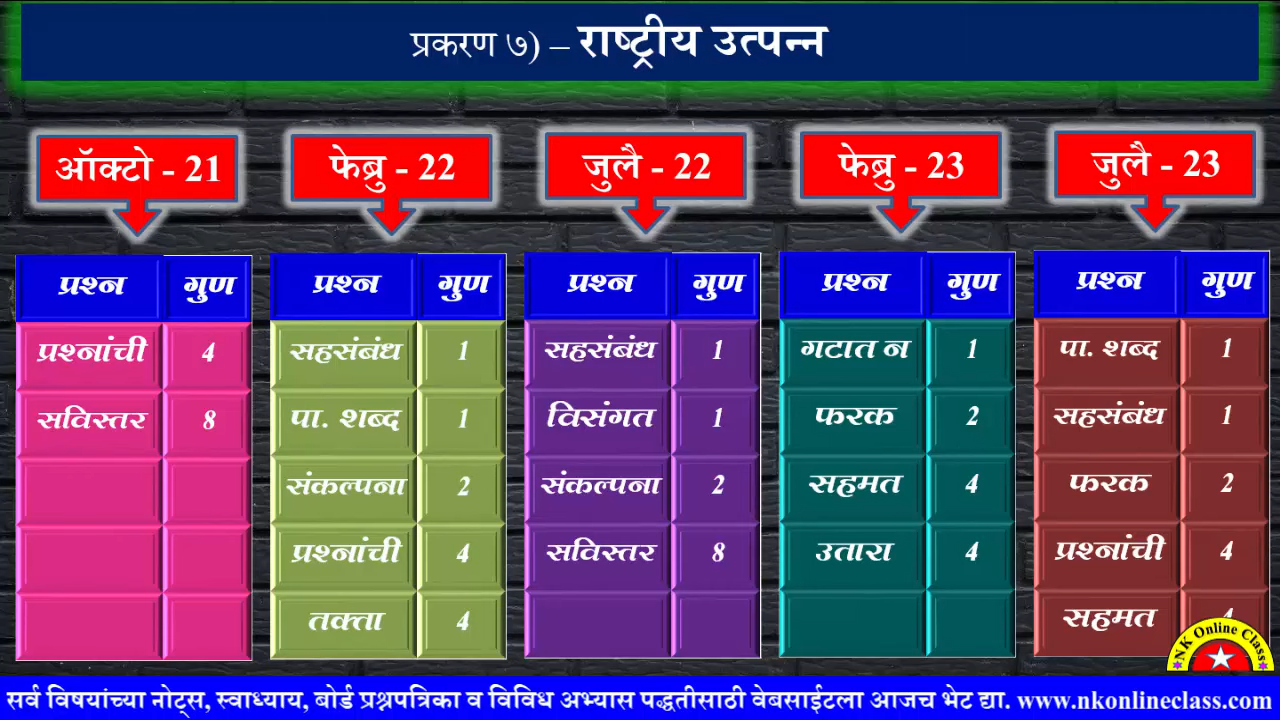 प्रकरण ७) – राष्ट्रीय उत्पन्न
ऑक्टो - 21
फेब्रु - 22
जुलै - 22
फेब्रु - 23
जुलै - 23
प्रश्न गुण
प्रश्नांची 4
सविस्तर 8
प्रश्न गुण
सहसंबंध 1
पा. शब्द 1
संकल्पना 2
प्रश्नांची 4
तक्ता 4
प्रश्न गुण
सहसंबंध 1
विसंगत 1
संकल्पना 2
सविस्तर 8
प्रश्न गुण
गटात न 1
फरक 2
सहमत 4
उतारा 4
प्रश्न गुण
पा. शब्द 1
सहसंबंध 1
फरक 2
प्रश्नांची 4
सहमत
NK Online Class
सर्व विषयांच्या नोट्स, स्वाध्याय, बोर्ड प्रश्नपत्रिका व विविध अभ्यास पद्धतीसाठी वेबसाईटला आजच भेट द्या. www.nkonlineclass.com